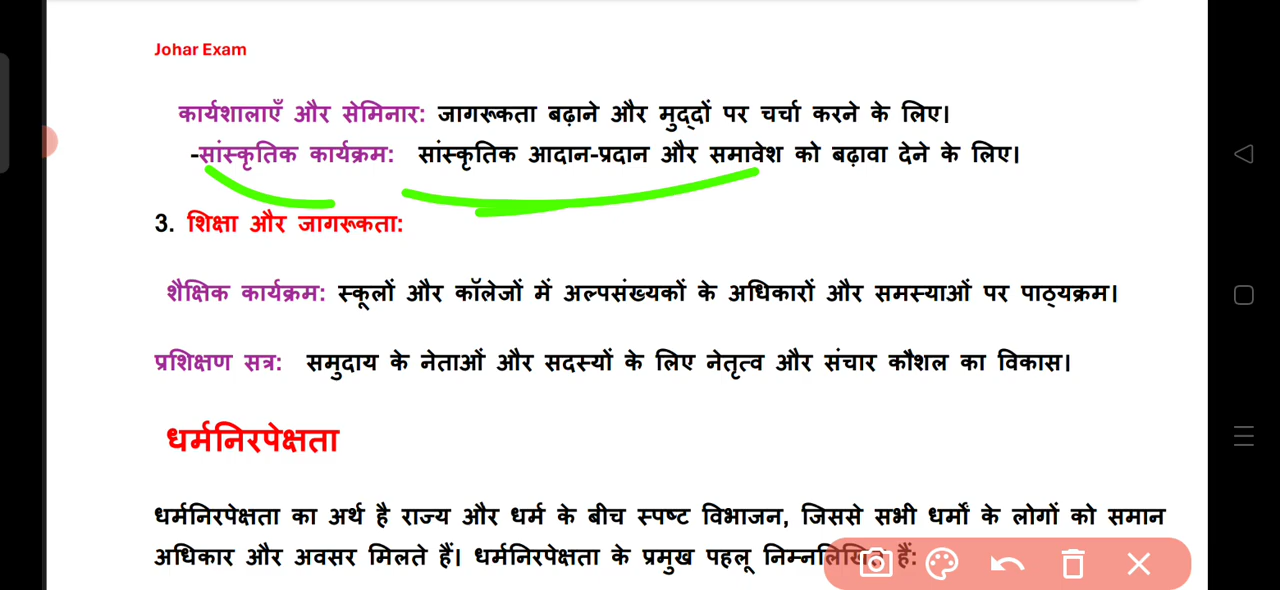 Johar Exam
कार्यशालाएँ और सेमिनार: जागरूकता बढ़ाने और मुद्दों पर चर्चा करने के लिए।
-सांस्कृतिक कार्यक्रम: सांस्कृतिक आदान-प्रदान और समावेश को बढ़ावा देने के लिए।
3. शिक्षा और जागरूकता:
शैक्षिक कार्यक्रम: स्कूलों और कॉलेजों में अल्पसंख्यकों के अधिकारों और समस्याओं पर पाठ्यक्रम।
प्रशिक्षण सत्र: समुदाय के नेताओं और सदस्यों के लिए नेतृत्व और संचार कौशल का विकास।
धर्मनिरपेक्षता
धर्मनिरपेक्षता का अर्थ है राज्य और धर्म के बीच स्पष्ट विभाजन, जिससे सभी धर्मों के लोगों को समान
अधिकार और अवसर मिलते हैं। धर्मनिरपेक्षता के प्रमुख पहलू निम्नलिखित हैं: